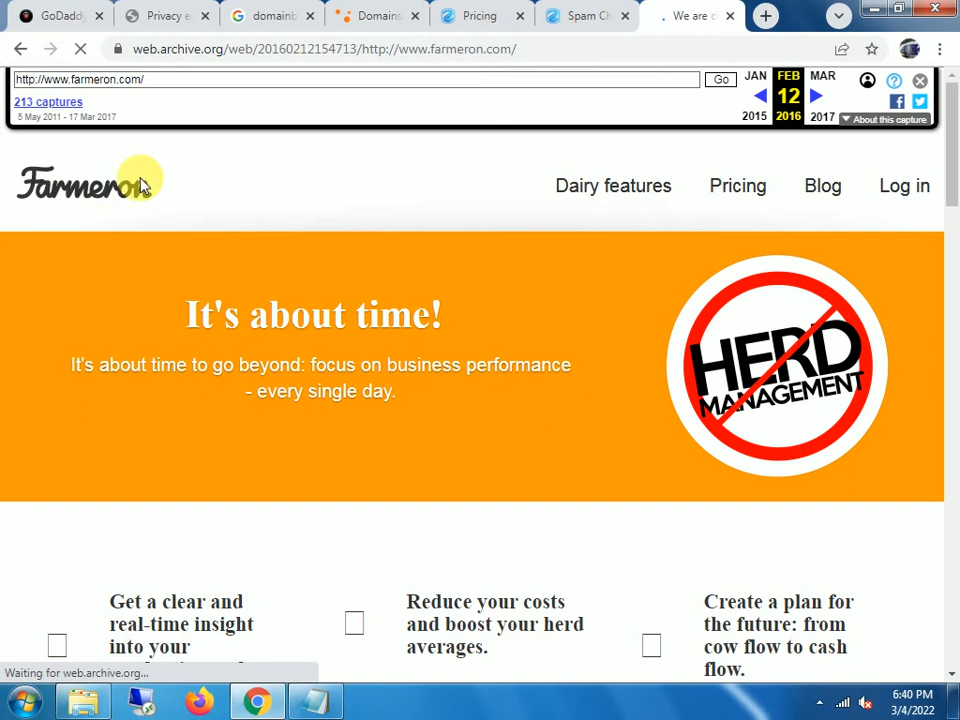 GoDaddy
Privacy e
domainb
Domains
Pricing
Spam Ch
We are c
web.archive.org/web/20160212154713/http://www.farmeron.com/
http://www.farmeron.com/
Go
JAN FEB MAR
213 captures
12
5 May 2011 - 17 Mar 2017
2015 2016 2017
About this capture
Farmeron
Dairy features Pricing Blog Log in
It's about time!
It's about time to go beyond: focus on business performance
- every single day.
HERD
MANAGEMENT
Get a clear and
real-time insight
into your
Reduce your costs
and boost your herd
averages.
Create a plan for
the future: from
cow flow to cash
flow.
Waiting for web.archive.org...
6:40 PM
3/4/2022